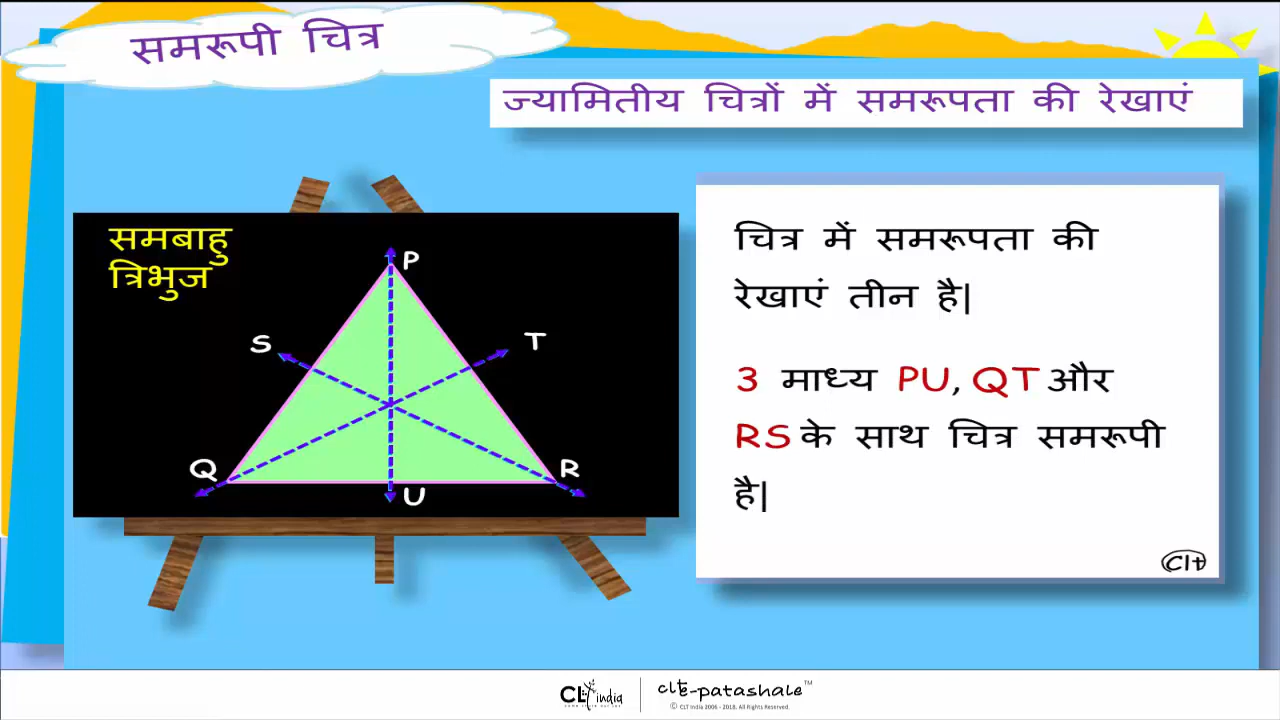 समरूपी चित्र
ज्यामितीय चित्रों में समरूपता की रेखाएं
समबाहु
त्रिभुज
P
S
T
Q
R
U
चित्र में समरूपता की
रेखाएं तीन है|
3 माध्य PU, QT और
RS के साथ चित्र समरूपी
है|
clt
CLT india
clte-patashale™
© CLT India 2006 - 2018. All Rights Reserved.